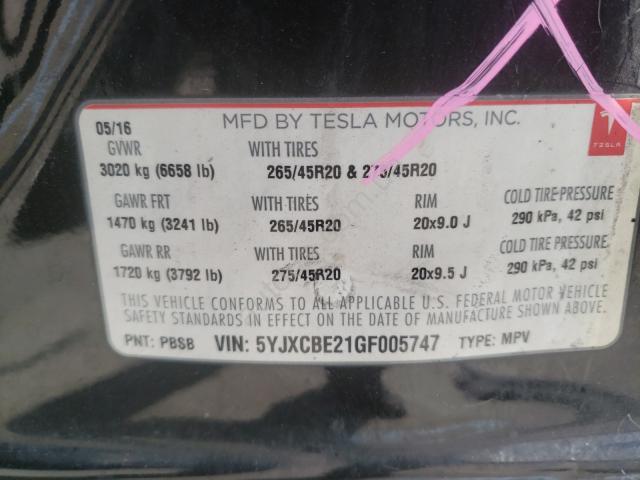 05/16 MFD BY TESLA MOTORS, INC.
TESLA
GVWR WITH TIRES
3020 kg (6658 lb) 265/45R20 & 275/45R20
GAWR FRT WITH TIRES RIM COLD TIRE PRESSURE
1470 kg (3241 lb) 265/45R20 20x9.0 J 290 kPa, 42 psi
GAWR RR WITH TIRES RIM COLD TIRE PRESSURE
1720 kg (3792 lb) 275/45R20 20x9.5 J 290 kPa, 42 psi
THIS VEHICLE CONFORMS TO ALL APPLICABLE U.S. FEDERAL MOTOR VEHICLE
SAFETY STANDARDS IN EFFECT ON THE DATE OF MANUFACTURE SHOWN ABOVE.
PNT: PBSB VIN: 5YJXCBE21GF005747 TYPE: MPV